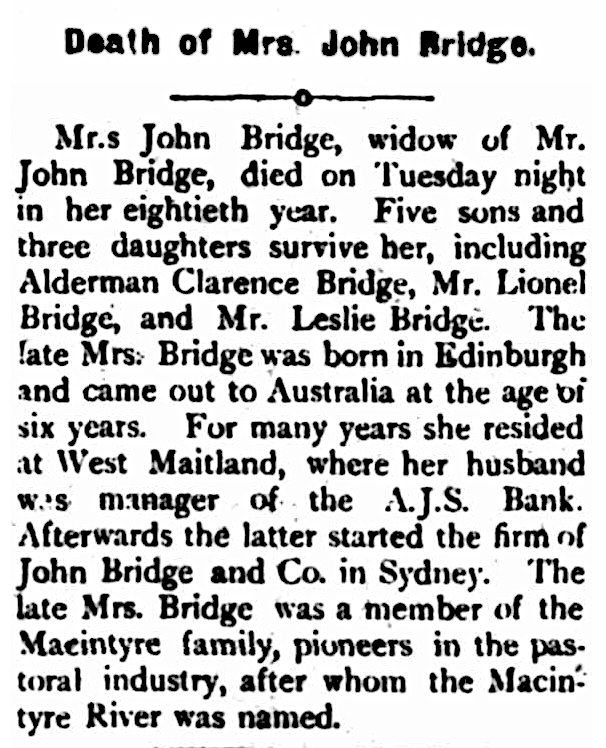 Death of Mrs. John Bridge.
Mr.s John Bridge, widow of Mr.
John Bridge, died on Tuesday night
in her eightieth year. Five sons and
three daughters survive her, including
Alderman Clarence Bridge, Mr. Lionel
Bridge, and Mr. Leslie Bridge. The
late Mrs. Bridge was born in Edinburgh
and came out to Australia at the age of
six years. For many years she resided
at West Maitland, where her husband
was manager of the A.J.S. Bank.
Afterwards the latter started the firm of
John Bridge and Co. in Sydney. The
late Mrs. Bridge was a member of the
Macintyre family, pioneers in the pas-
toral industry, after whom the Macin-
tyre River was named.